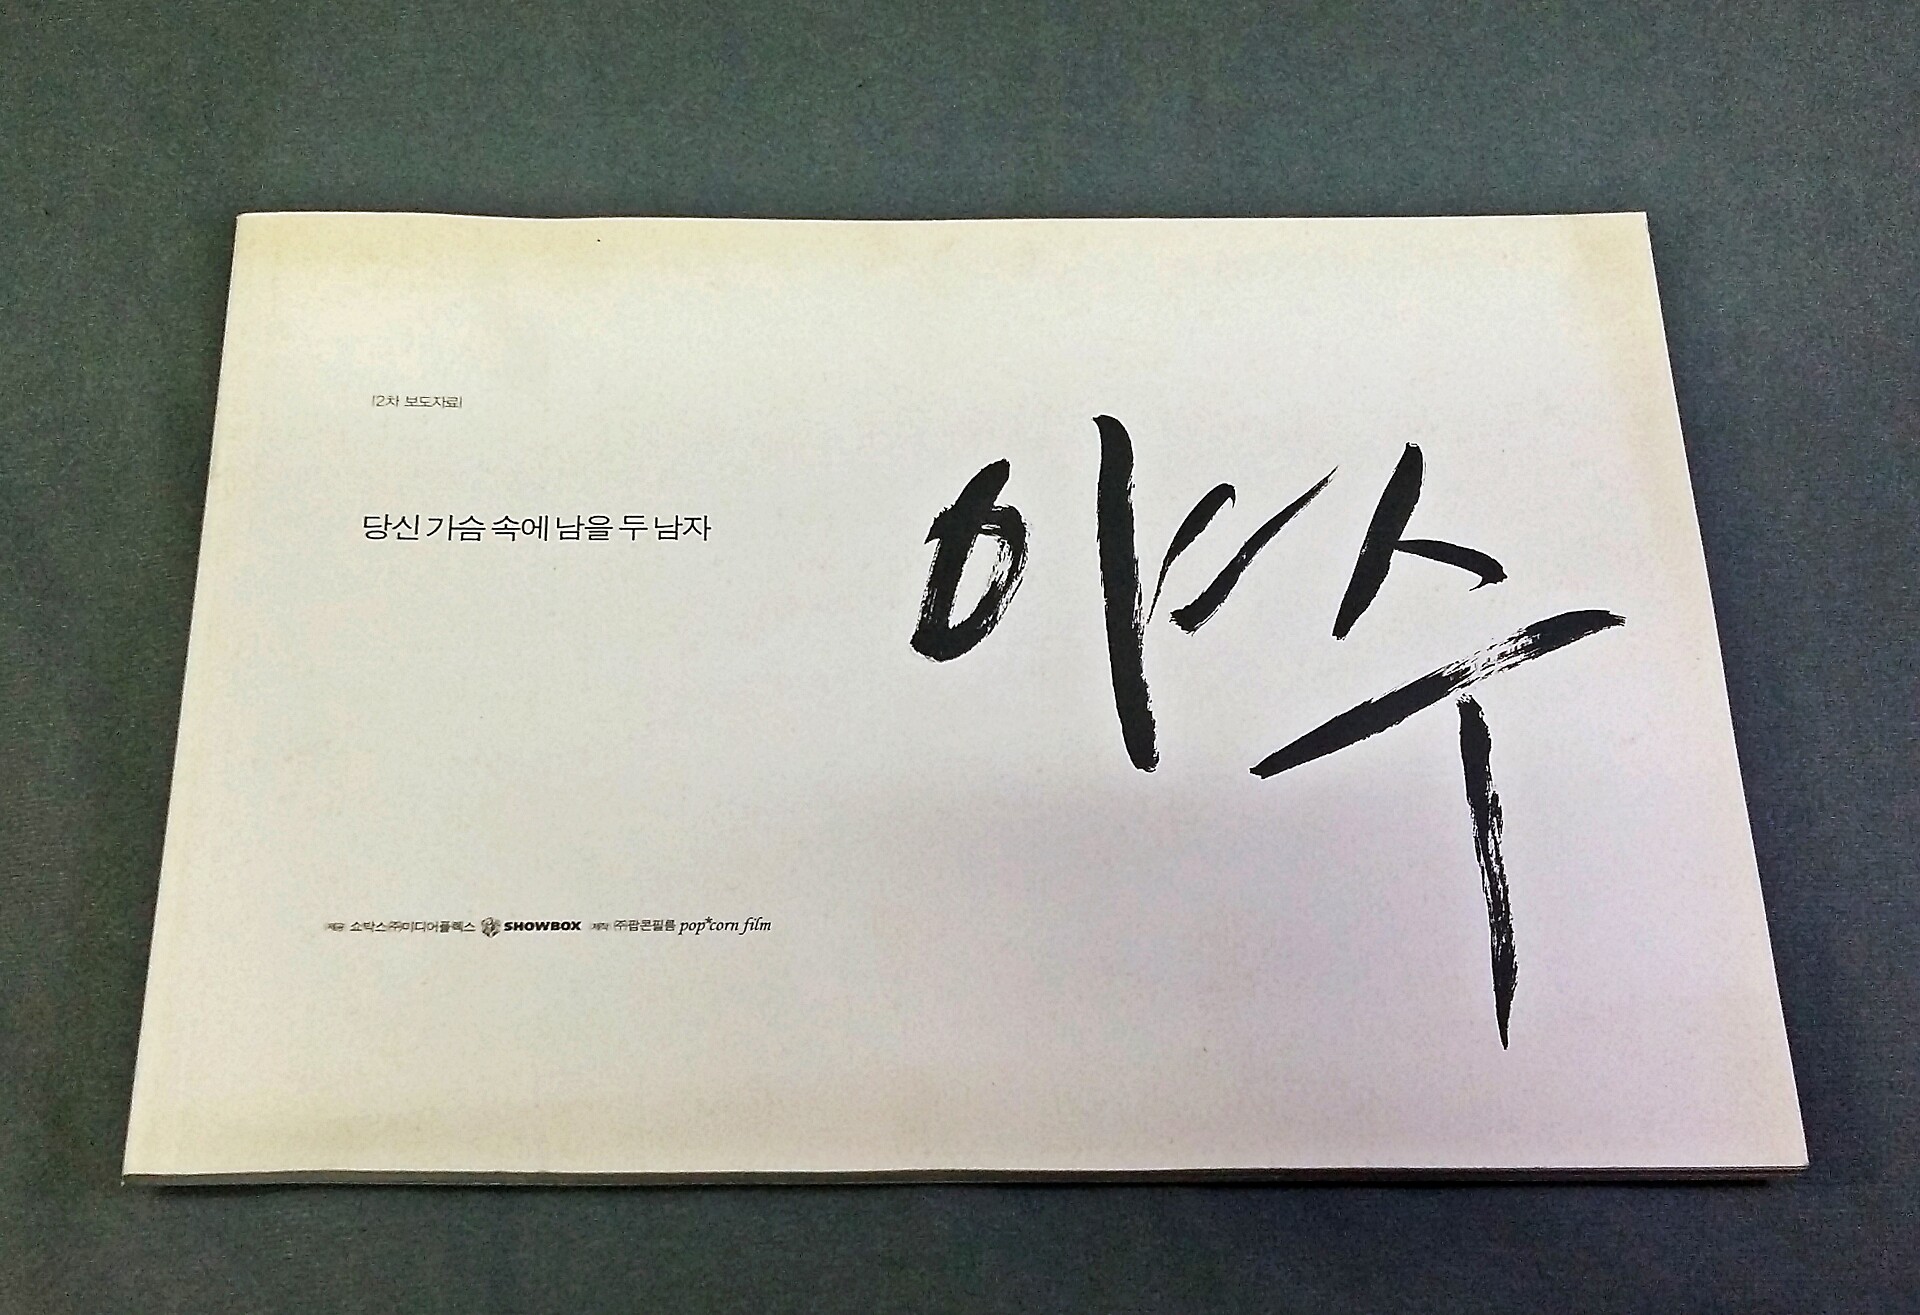 [2차 보도자료]
당신 가슴 속에 남을 두 남자
야수
제공 쇼박스㈜미디어플렉스 SHOWBOX 제작 ㈜팝콘필름 pop*corn film